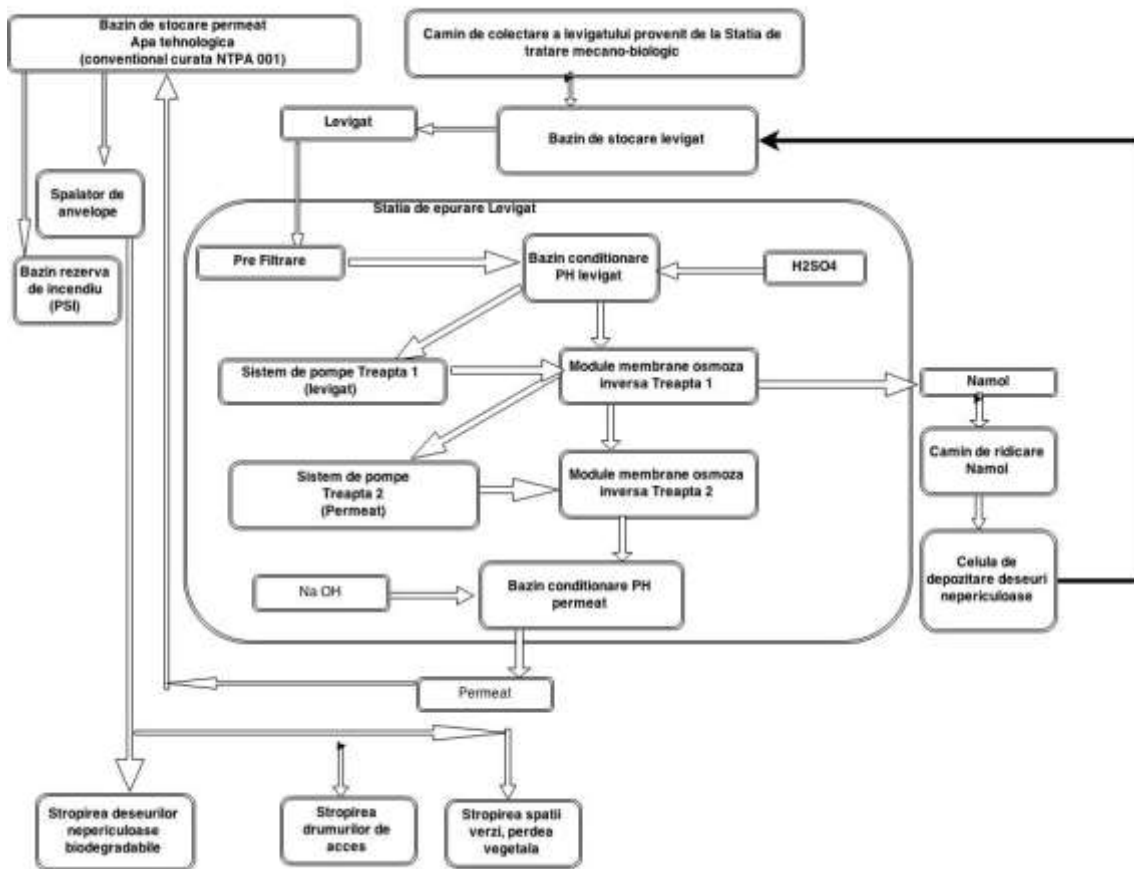 Bazin de stocare permeat
Apa tehnologica
(conventional curata NTPA 001)
Camin de colectare a levigatului provenit de la Statia de
tratare mecano-biologic
Levigat
Bazin de stocare levigat
Spalator de
anvelope
Statia de epurare Levigat
Bazin rezerva
de incendiu
(PSI)
Pre Filtrare
Bazin conditionare
PH levigat
H2SO4
Sistem de pompe Treapta 1
(levigat)
Module membrane osmoza
inversa Treapta 1
Namol
Camin de ridicare
Namol
Sistem de pompe
Treapta 2
(Permeat)
Module membrane osmoza
inversa Treapta 2
Celula de
depozitare deseuri
nepericuloase
Na OH
Bazin conditionare PH
permeat
Permeat
Stropirea deseurilor
nepericuloase
biodegradabile
Stropirea
drumurilor de
acces
Stropirea spatii
verzi, perdea
vegetala